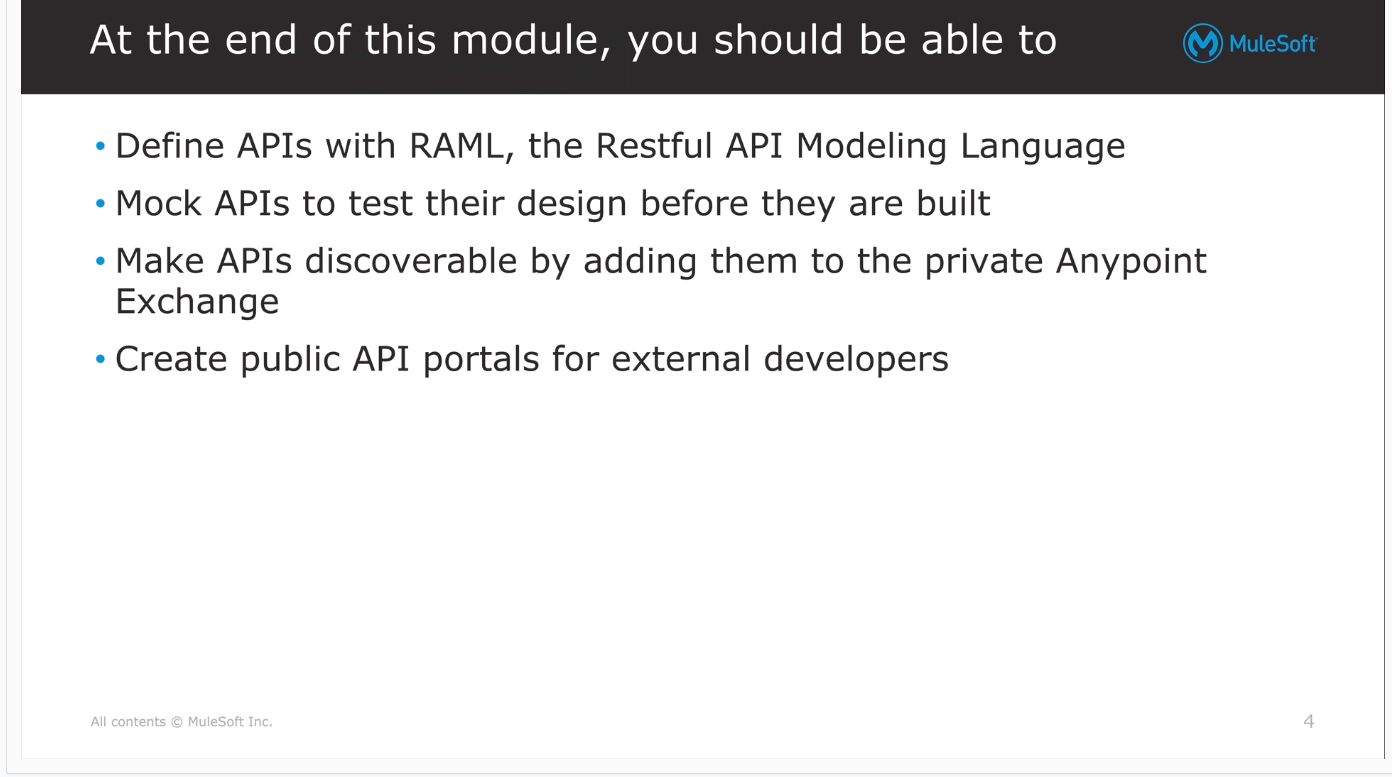 At the end of this module, you should be able to
MuleSoft
• Define APIs with RAML, the Restful API Modeling Language
• Mock APIs to test their design before they are built
• Make APIs discoverable by adding them to the private Anypoint
Exchange
• Create public API portals for external developers
All contents © MuleSoft Inc.
4